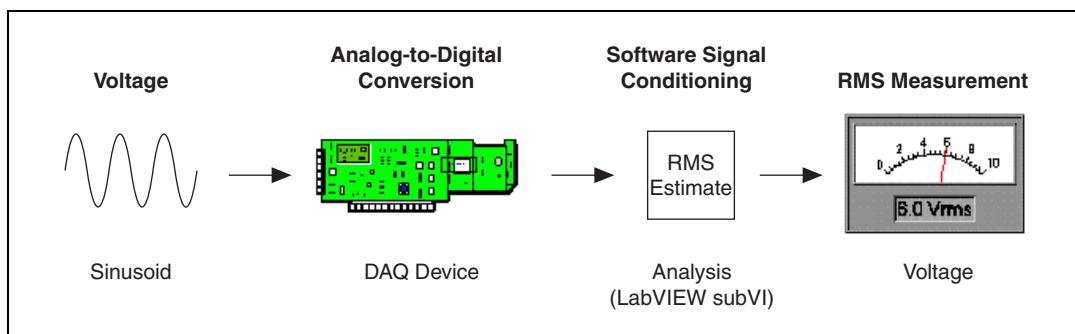 Voltage
Analog-to-Digital
Conversion
Software Signal
Conditioning
RMS Measurement
RMS
Estimate
0 2 4 6 8 10
6.0 Vrms
Sinusoid
DAQ Device
Analysis
(LabVIEW subVI)
Voltage